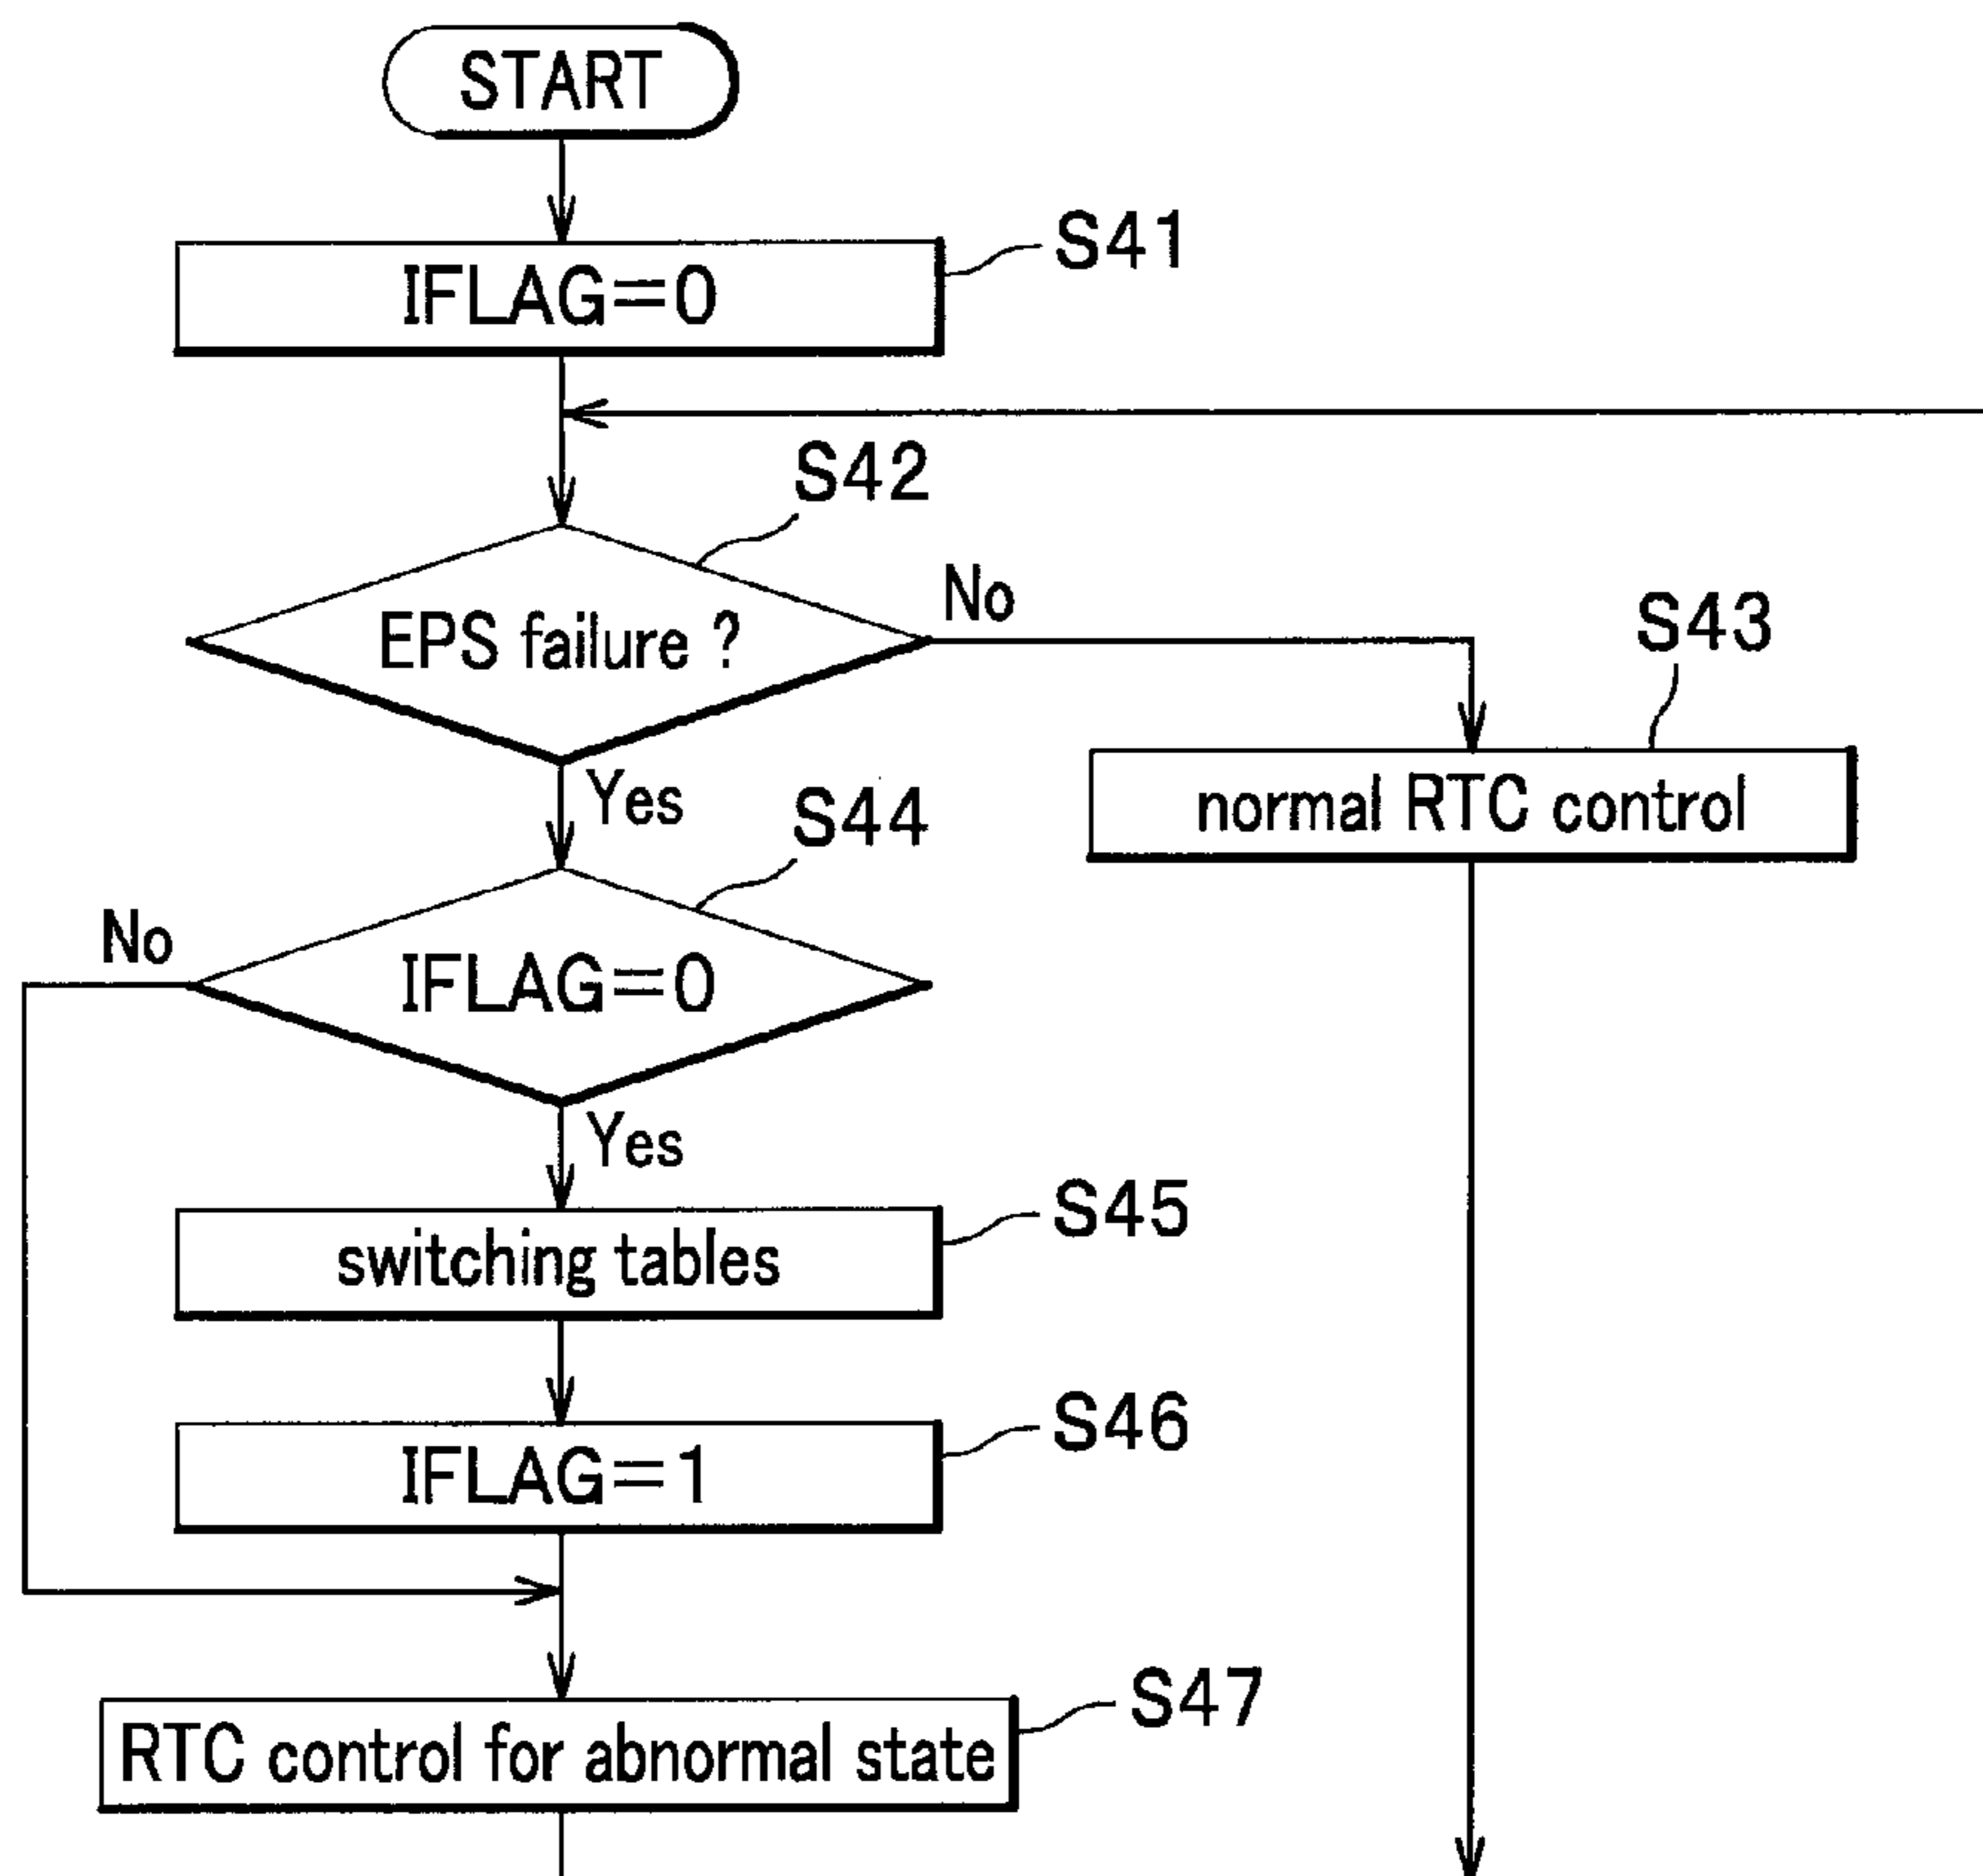 START
IFLAG=0
S41
S42
EPS failure ?
No
S43
normal RTC control
Yes
S44
No
IFLAG=0
Yes
switching tables
S45
IFLAG=1
S46
RTC control for abnormal state
S47